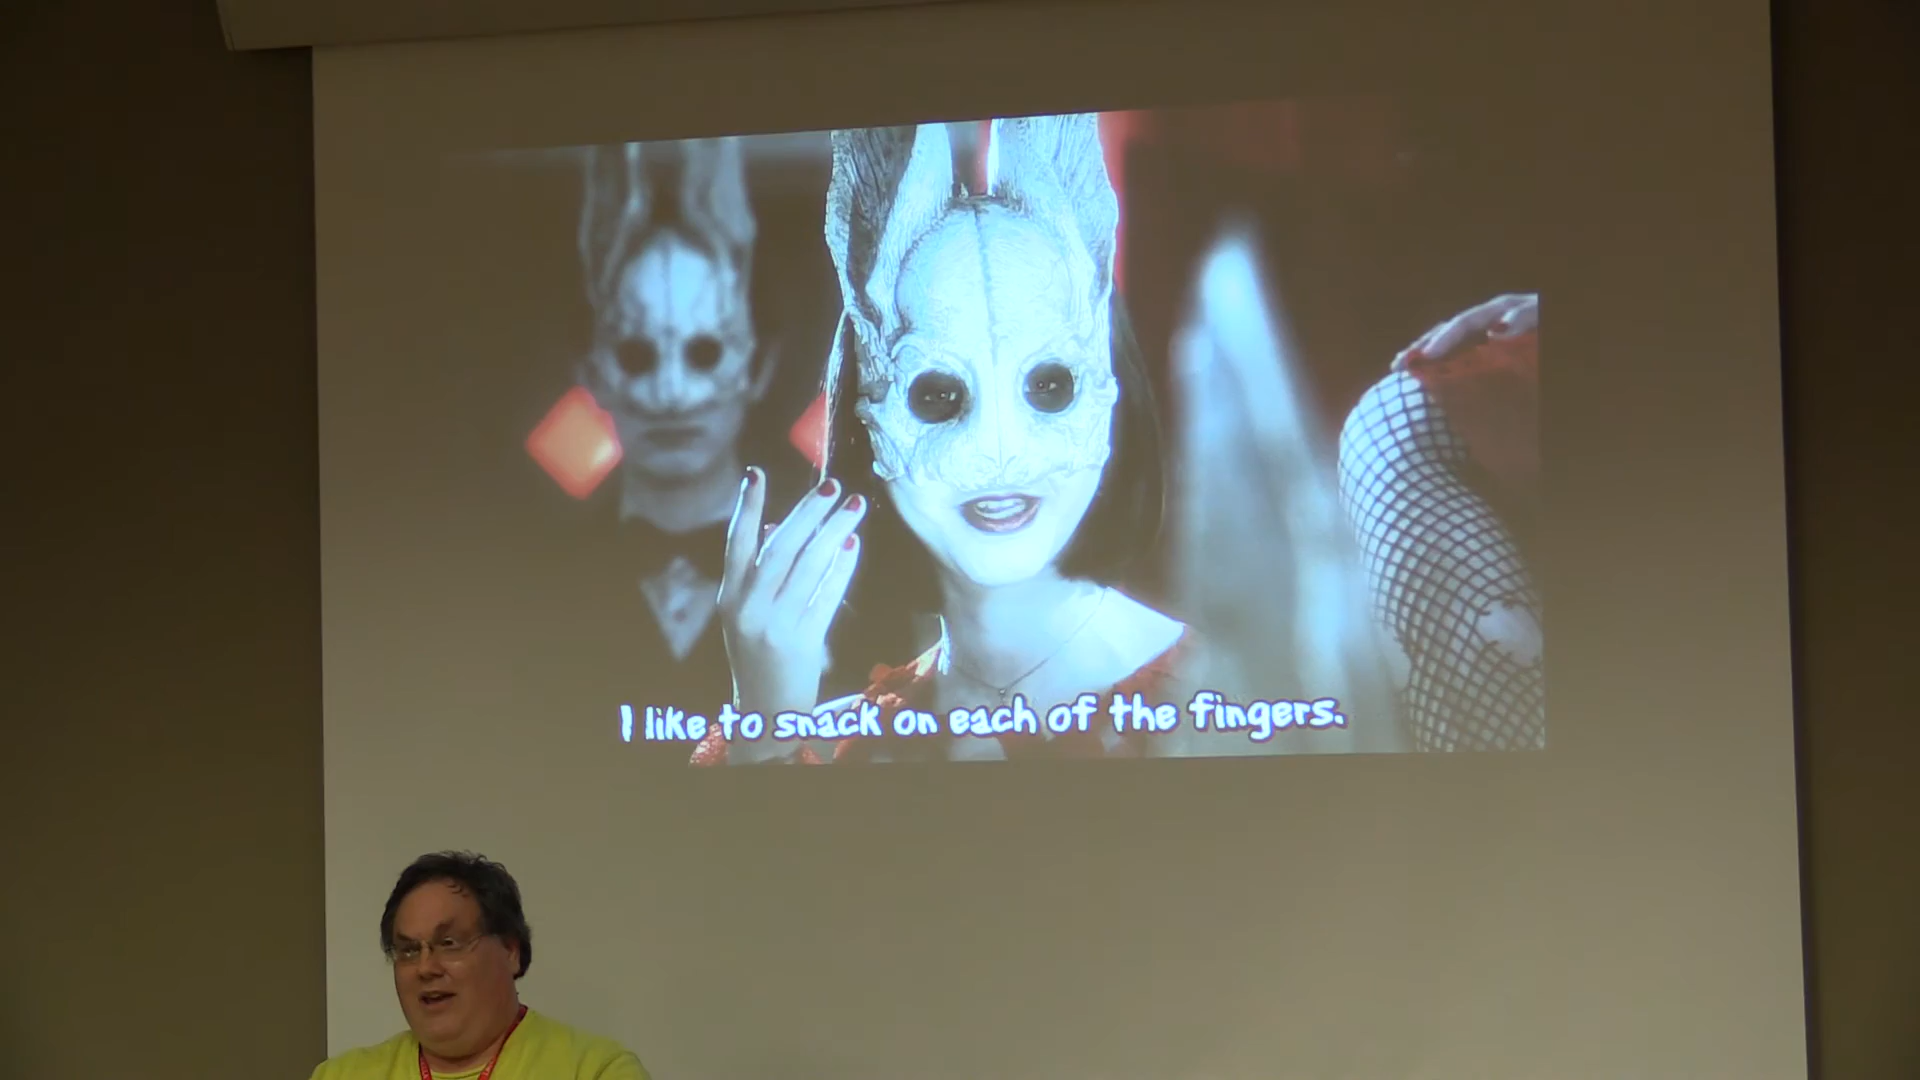 I like to snack on each of the fingers.